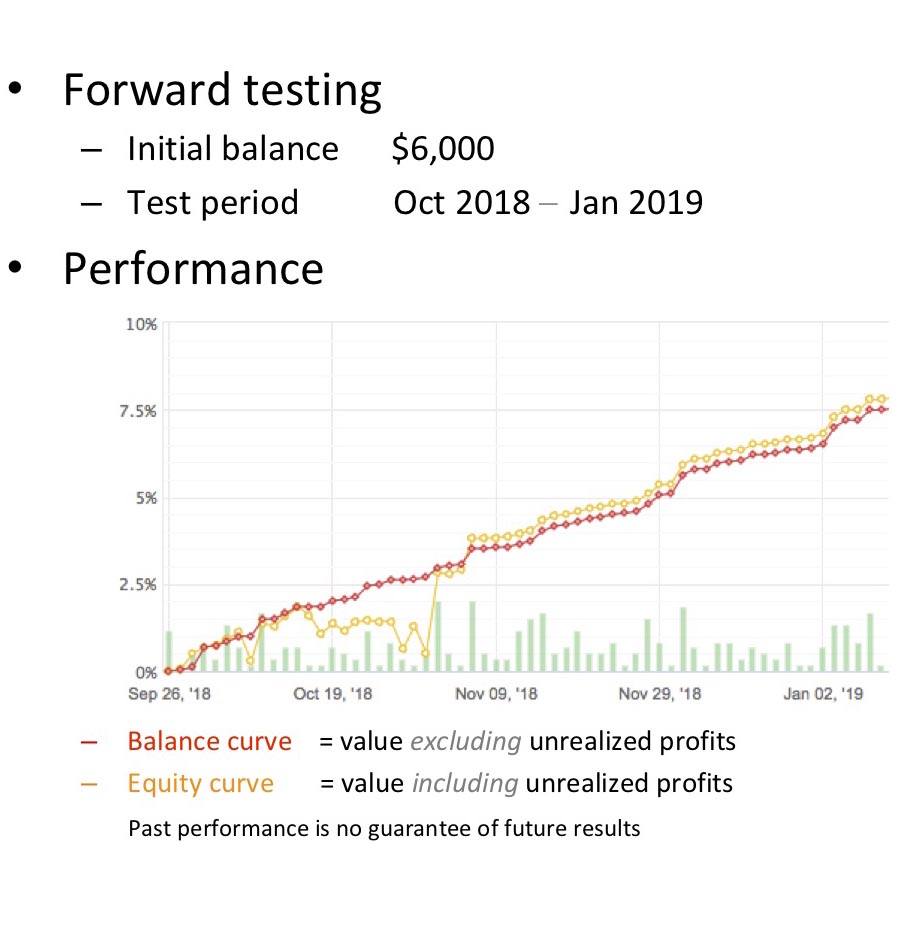 • Forward testing
– Initial balance $6,000
– Test period Oct 2018 – Jan 2019
• Performance
10%
7.5%
5%
2.5%
0%
Sep 26, '18 Oct 19, '18 Nov 09, '18 Nov 29, '18 Jan 02, '19
– Balance curve = value excluding unrealized profits
– Equity curve = value including unrealized profits
Past performance is no guarantee of future results